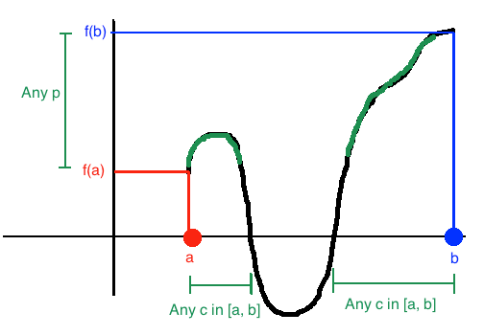 f(b)
Any p
f(a)
a
b
Any c in [a, b]
Any c in [a, b]